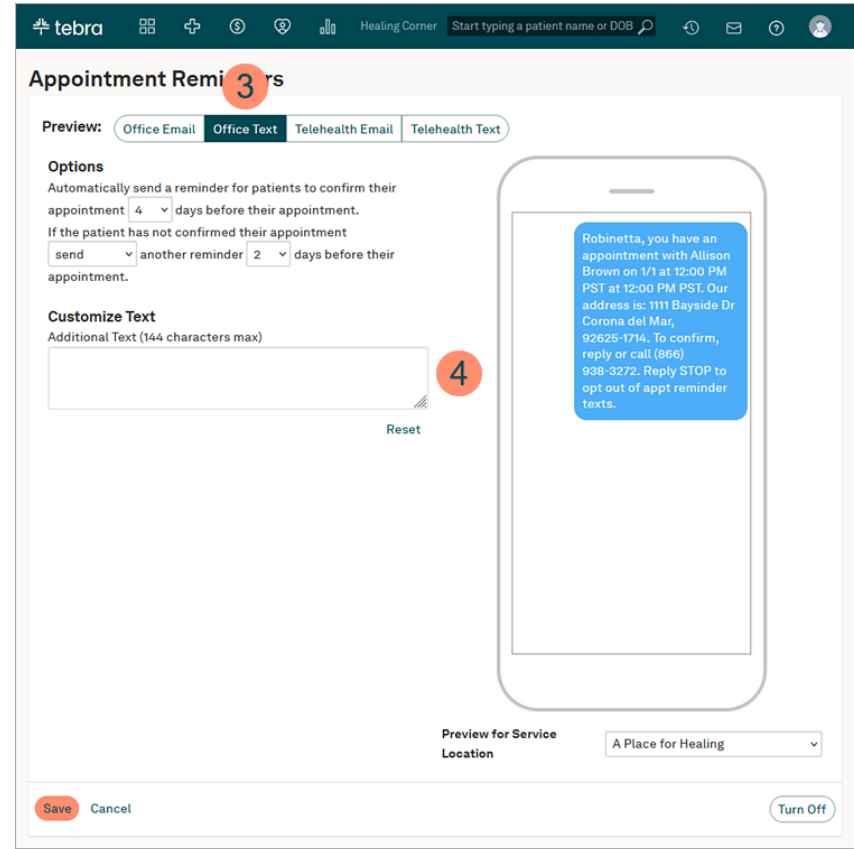 tebra Healing Corner Start typing a patient name or DOB
Appointment Reminders
3
Preview: Office Email Office Text Telehealth Email Telehealth Text
Options
Automatically send a reminder for patients to confirm their
appointment 4 days before their appointment.
If the patient has not confirmed their appointment
send another reminder 2 days before their
appointment.
Customize Text
Additional Text (144 characters max)
4
Reset
Robinetta, you have an
appointment with Allison
Brown on 1/1 at 12:00 PM
PST at 12:00 PM PST. Our
address is: 1111 Bayside Dr
Corona del Mar,
92625-1714. To confirm,
reply or call (866)
938-3272. Reply STOP to
opt out of appt reminder
texts.
Preview for Service
Location
A Place for Healing
Save Cancel Turn Off